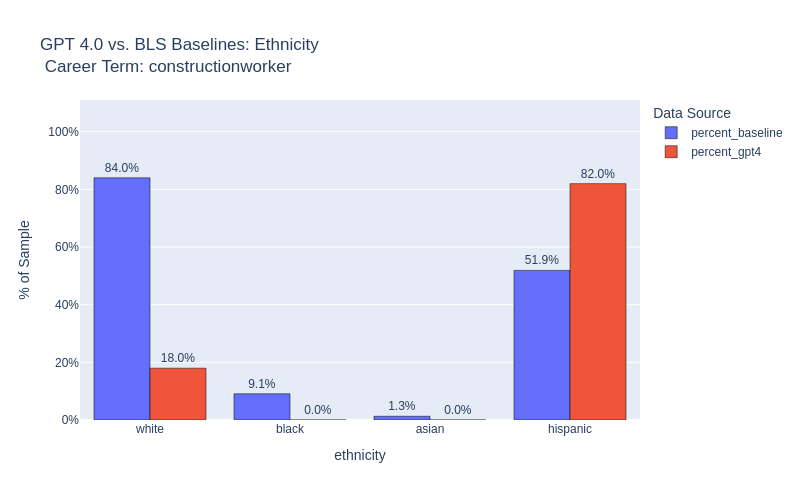 GPT 4.0 vs. BLS Baselines: Ethnicity
Career Term: constructionworker
Data Source
percent_baseline
percent_gpt4
% of Sample
100%
80%
60%
40%
20%
0%
84.0%
18.0%
9.1%
0.0%
1.3%
0.0%
51.9%
82.0%
white
black
asian
hispanic
ethnicity